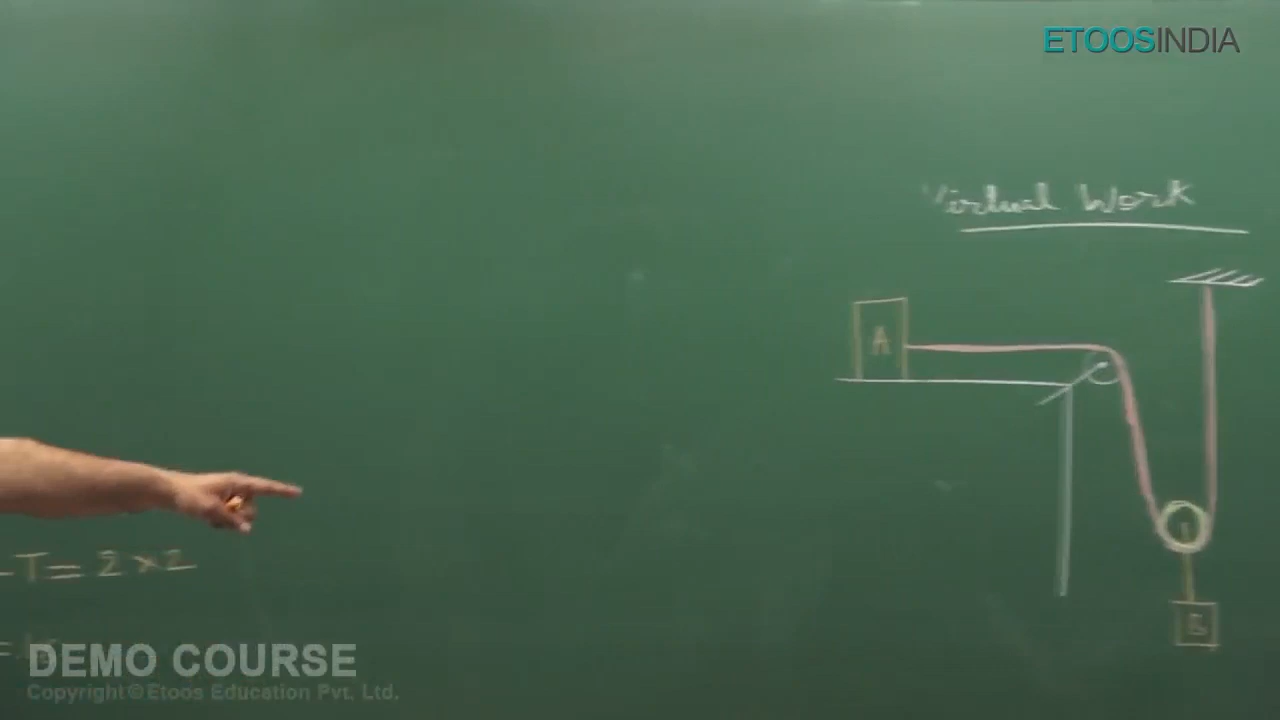 ETOOSINDIA
Virtual Work
A
B
-T=2×2
DEMO COURSE
Copyright©Etoos Education Pvt. Ltd.